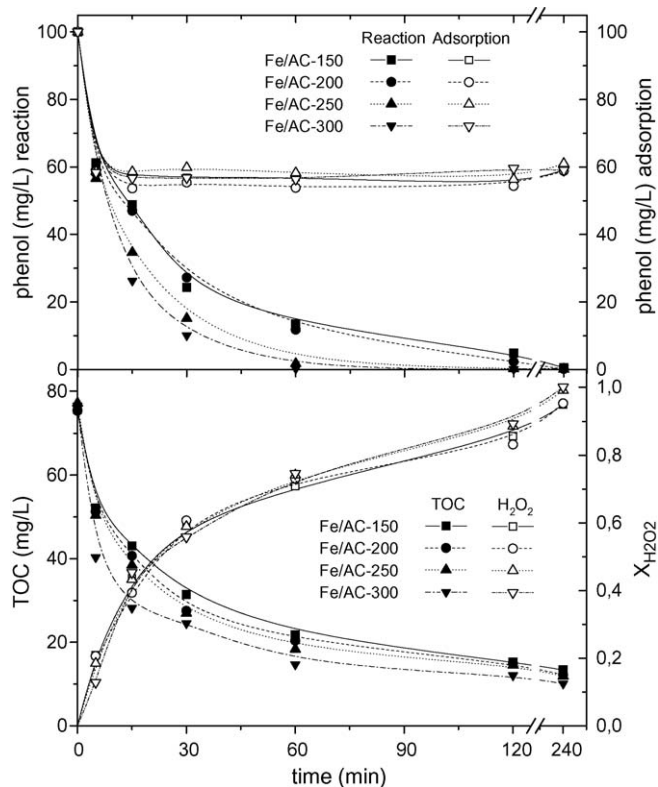 Reaction Adsorption
Fe/AC-150
Fe/AC-200
Fe/AC-250
Fe/AC-300
phenol (mg/L) reaction
100
80
60
40
20
0
phenol (mg/L) adsorption
100
80
60
40
20
0
TOC H2O2
Fe/AC-150
Fe/AC-200
Fe/AC-250
Fe/AC-300
TOC (mg/L)
80
60
40
20
0
XH2O2
1,0
0,8
0,6
0,4
0,2
0,0
0 30 60 90 120 240
time (min)